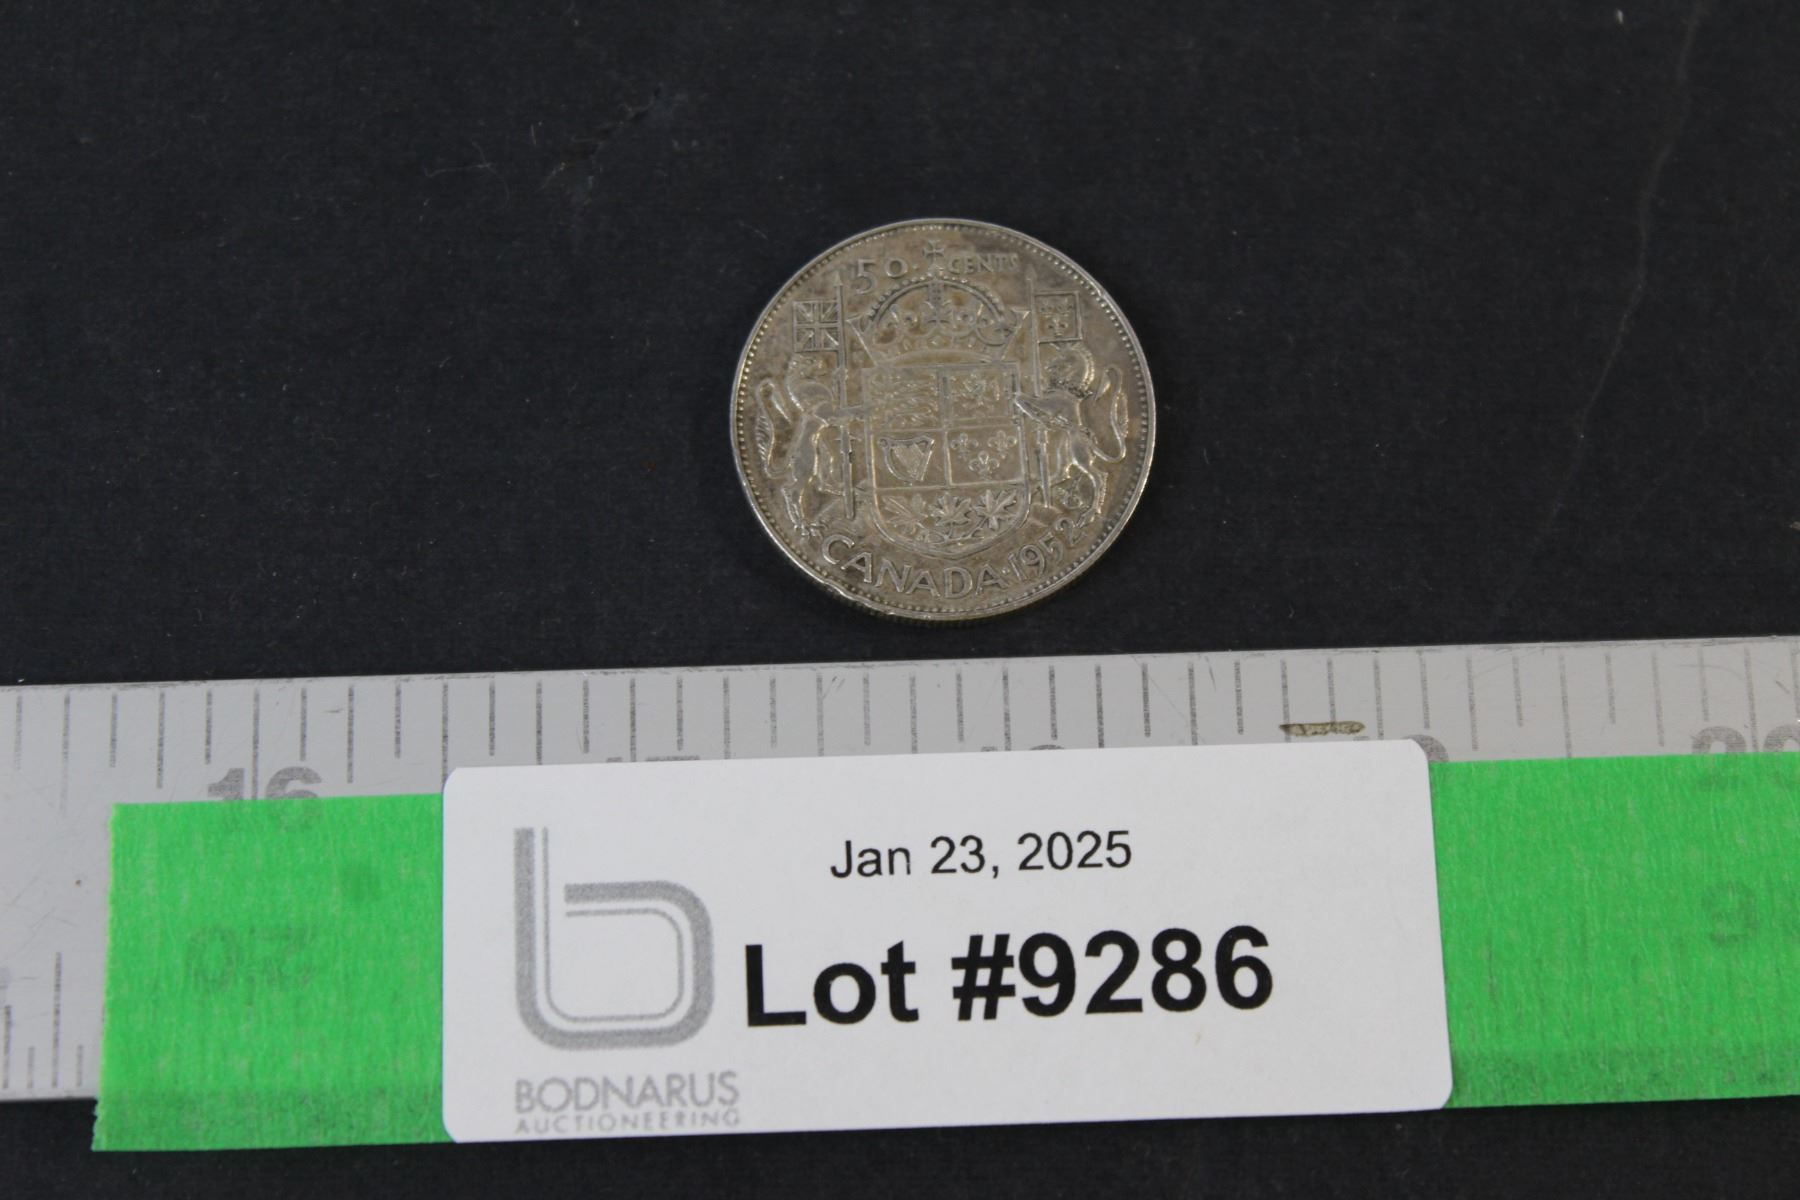 50 CENTS
CANADA·1952
16
Jan 23, 2025
Lot #9286
BODNARUS
AUCTIONEERING